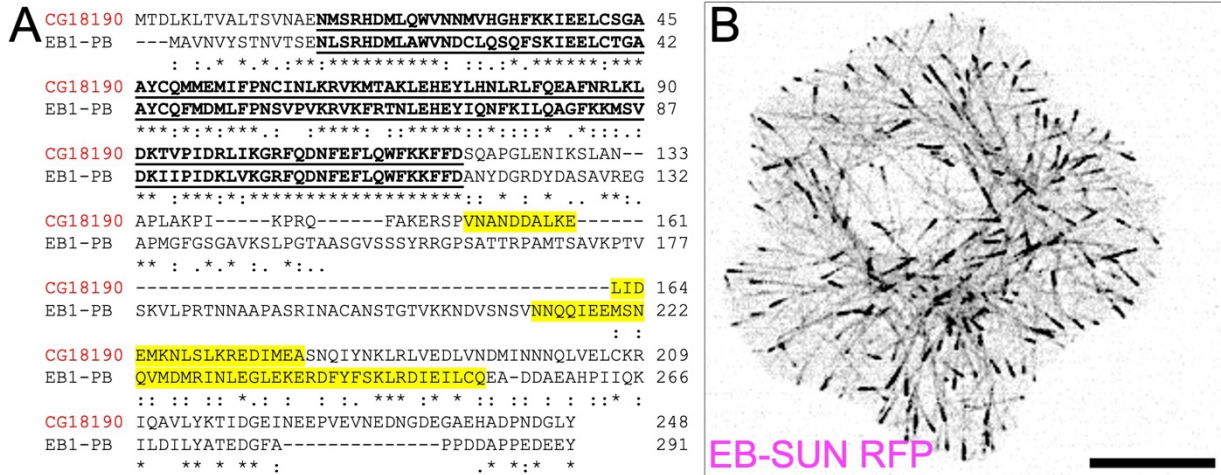 A
B
CG18190 MTDLKLTVALTSVNAENMSRHDMLQWVNNMVHGHFKKIEELCSGA 45
EB1-PB ---MAVNVYSTNVTSENLSRHDMLAWVNDCLQSQFSKIEELCTGA 42
: :.* *.*.:**:****** ***: ::.:*.******:**
CG18190 AYCQMMEMIFPNCINLKRVKMTAKLEHEYLHNLRLFQEAFNRLKL 90
EB1-PB AYCQFMDMLFPNSVPVKRVKFRTNLEHEYIQNFKILQAGFKKMSV 87
****:*:*:***.: :****: ::*****::*::::* .*:::.:
CG18190 DKTVPIDRLIKGRFQDNFEFLQWFKKFFDSQAPGLENIKSLAN-- 133
EB1-PB DKIIPIDKLVKGRFQDNFEFLQWFKKFFDANYDGRDYDASAVREG 132
** :***:*:*******************:: * : * ..
CG18190 APLAKPI-----KPRQ------FAKERSPVNANDDALKE------ 161
EB1-PB APMGFGSGAVKSLPGTAASGVSSSYRRGPSATTRPAMTSAVKPTV 177
CG18190 ------------------------------------------LID 164
EB1-PB SKVLPRTNNAAPASRINACANSTGTVKKNDVSNSVNNQQIEEMSN 222
: :
CG18190 EMKNLSLKREDIMEASNQIYNKLRLVEDLVNDMINNNQLVELCKR 209
EB1-PB QVMDMRINLEGLEKERDFYFSKLRDIEILCQEA-DDAEAHPIIQK 266
CG18190 IQAVLYKTIDGEINEEPVEVNEDNGDEGAEHADPNDGLY 248
EB1-PB ILDILYATEDGFA--------------PPDDAPPEDEEY 291
EB-SUN RFP